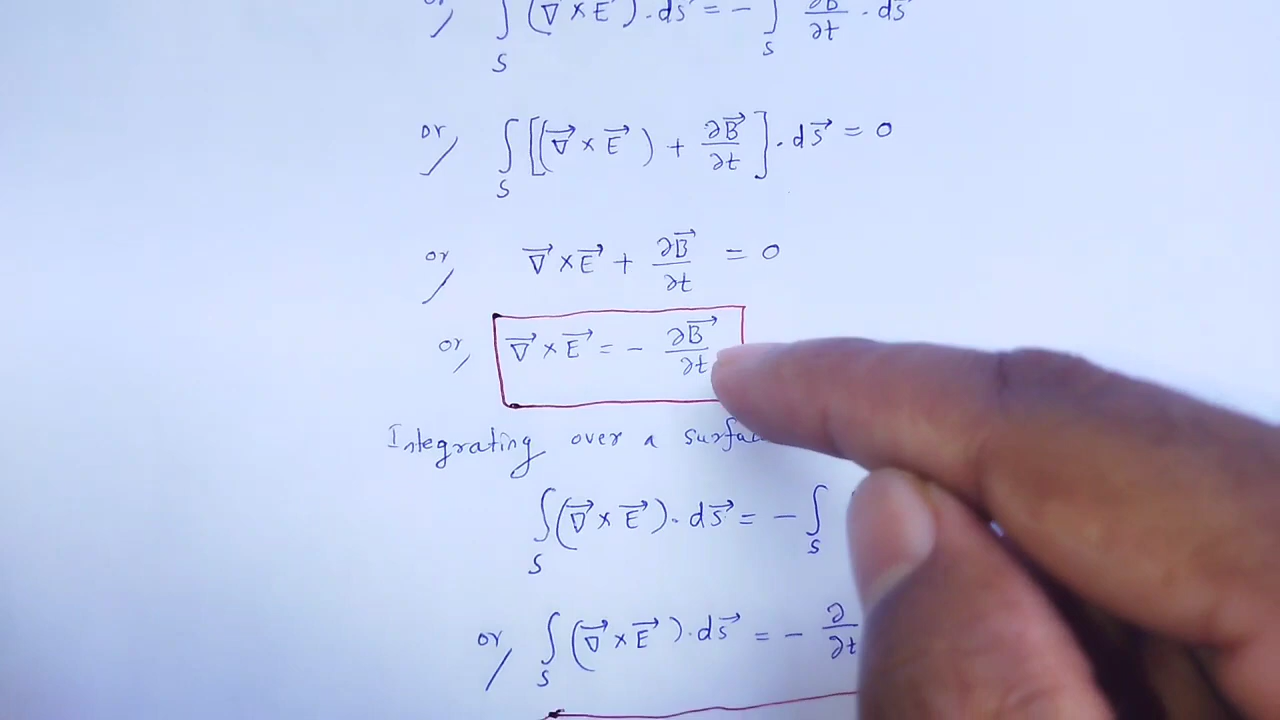 or, ∫_S (∇⃗ × E⃗) . ds⃗ = - ∫_S ∂B⃗/∂t . ds⃗
or, ∫_S [(∇⃗ × E⃗) + ∂B⃗/∂t] . ds⃗ = 0
or, ∇⃗ × E⃗ + ∂B⃗/∂t = 0
or, ∇⃗ × E⃗ = - ∂B⃗/∂t
Integrating over a
∫_S (∇⃗ × E⃗) . ds⃗ = - ∫_S
or, ∫_S (∇⃗ × E⃗) . ds⃗ = - ∂/∂t